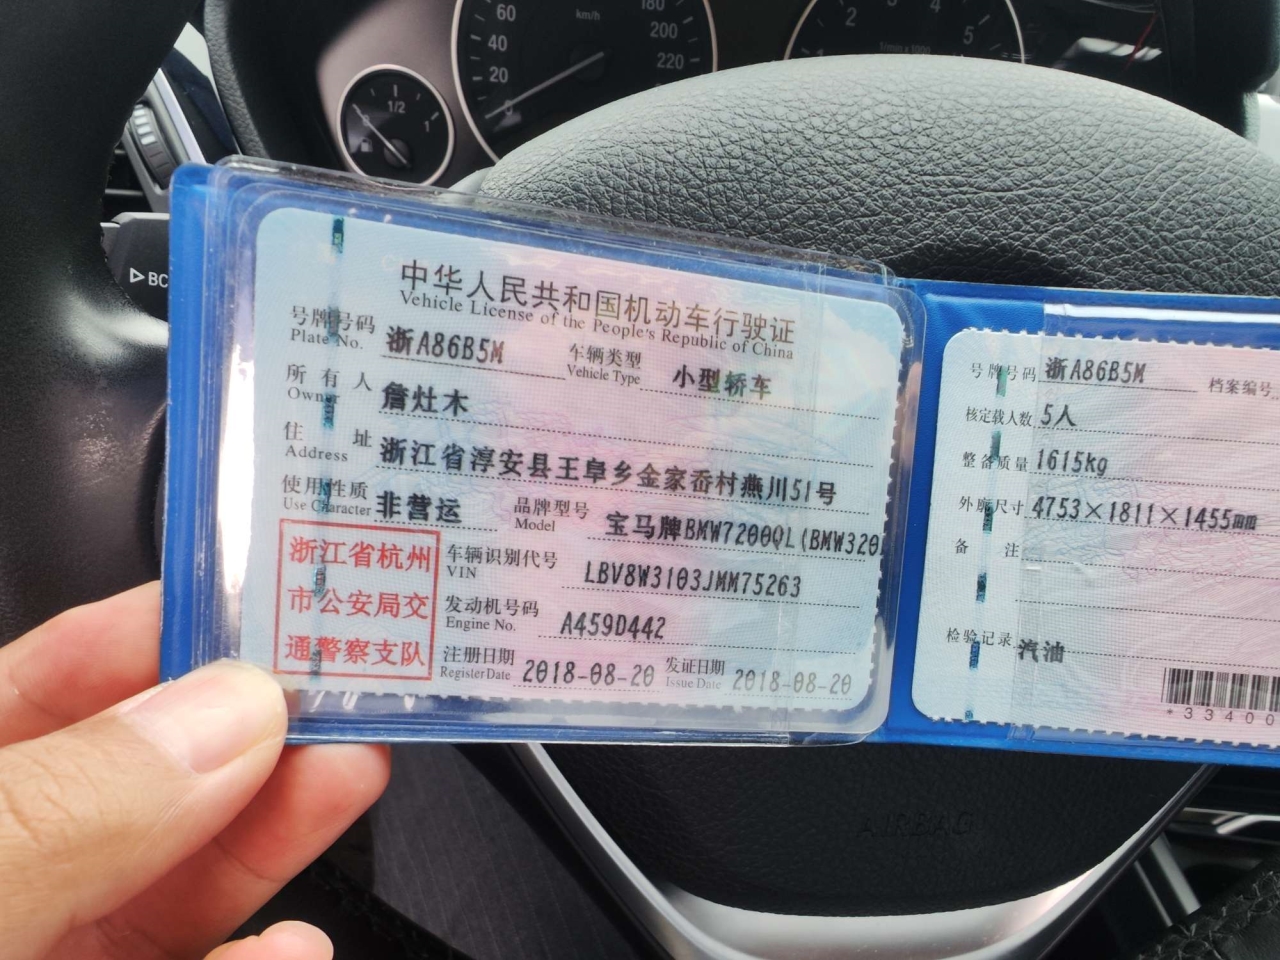 60
40
20
0
km/h
180
200
220
1/2
1
1
2
3
4
5
1/min x 1000
BC
中华人民共和国机动车行驶证
Vehicle License of the People's Republic of China
号牌号码 浙A86B5M 车辆类型 小型轿车
Plate No. Vehicle Type
所有人 詹灶木
Owner
住址 浙江省淳安县王阜乡金家岙村燕川51号
Address
使用性质 非营运 品牌型号 宝马牌BMW7200QL(BMW320
Use Character Model
浙江省杭州
市公安局交
通警察支队
车辆识别代号 LBV8W3103JMM75263
VIN
发动机号码 A459D442
Engine No.
注册日期 2018-08-20 发证日期 2018-08-20
Register Date Issue Date
号牌号码 浙A86B5M 档案编号
核定载人数 5人
整备质量 1615kg
外廓尺寸 4753×1811×1455mm
备注
检验记录 汽油
*33400
AIRBAG